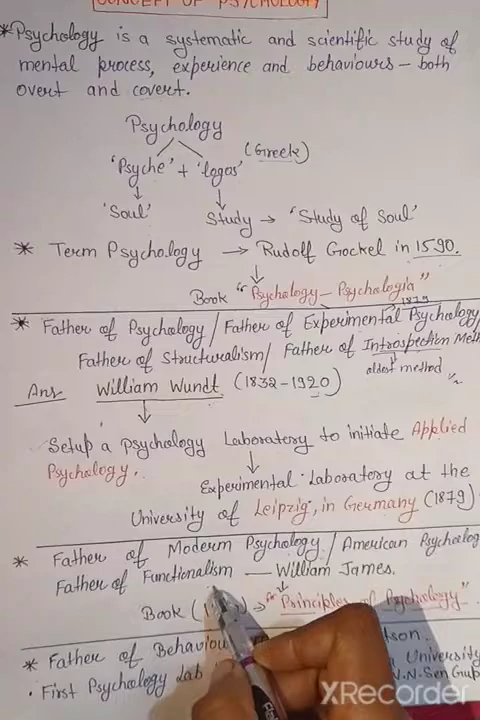 CONCEPT OF PSYCHOLOGY
*Psychology is a systematic and scientific study of
mental process, experience and behaviours – both
overt and covert.
Psychology
'Psyche' + 'logos' (Greek)
'Soul' Study → 'Study of Soul'
* Term Psychology → Rudolf Gockel in 1590.
Book "Psychology – Psychologia"
1879
* Father of Psychology / Father of Experimental Psychology/
Father of Structuralism / Father of Introspection
oldest method
Ans William Wundt (1832-1920)
Setup a Psychology Laboratory to initiate Applied
Psychology.
Experimental Laboratory at the
University of Leipzig, in Germany (1879)
* Father of Modern Psychology / American Psycholog
Father of Functionalism — William James.
Book → "Principles of Psychology"
* Father of Behaviou
• First Psychology Lab University
N.N. Sen Gup
XRecorder